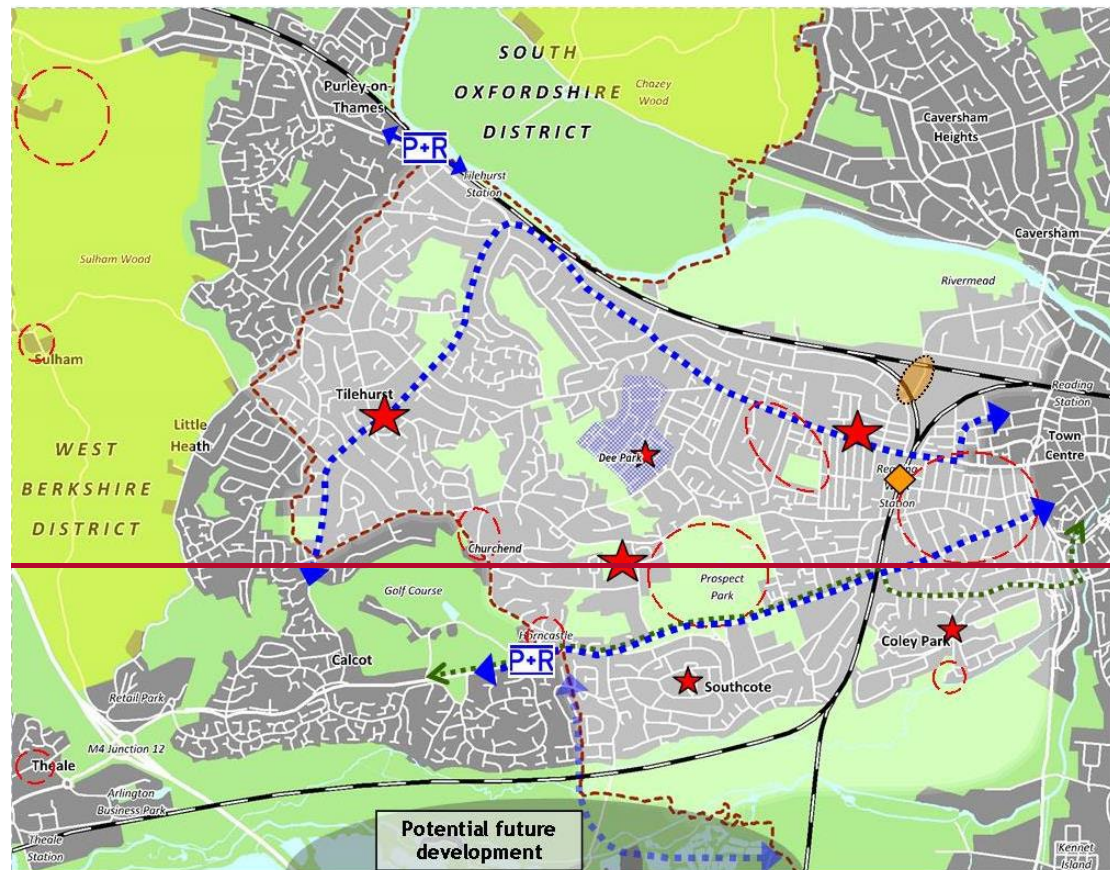 SOUTH
OXFORDSHIRE
DISTRICT
Chazey
Wood
Purley-on-
Thames
P+R
Tilehurst
Station
Caversham
Heights
Caversham
Rivermead
Sulham Wood
Sulham
Tilehurst
Little
Heath
WEST
BERKSHIRE
DISTRICT
Dee Park
Reading
Station
Town
Centre
Station
Churchend
Golf Course
Prospect
Park
Horncastle
P+R
Calcot
Coley Park
Southcote
Retail Park
M4 Junction 12
Theale
Arlington
Business Park
Theale
Station
Potential future
development
Kennet
Island